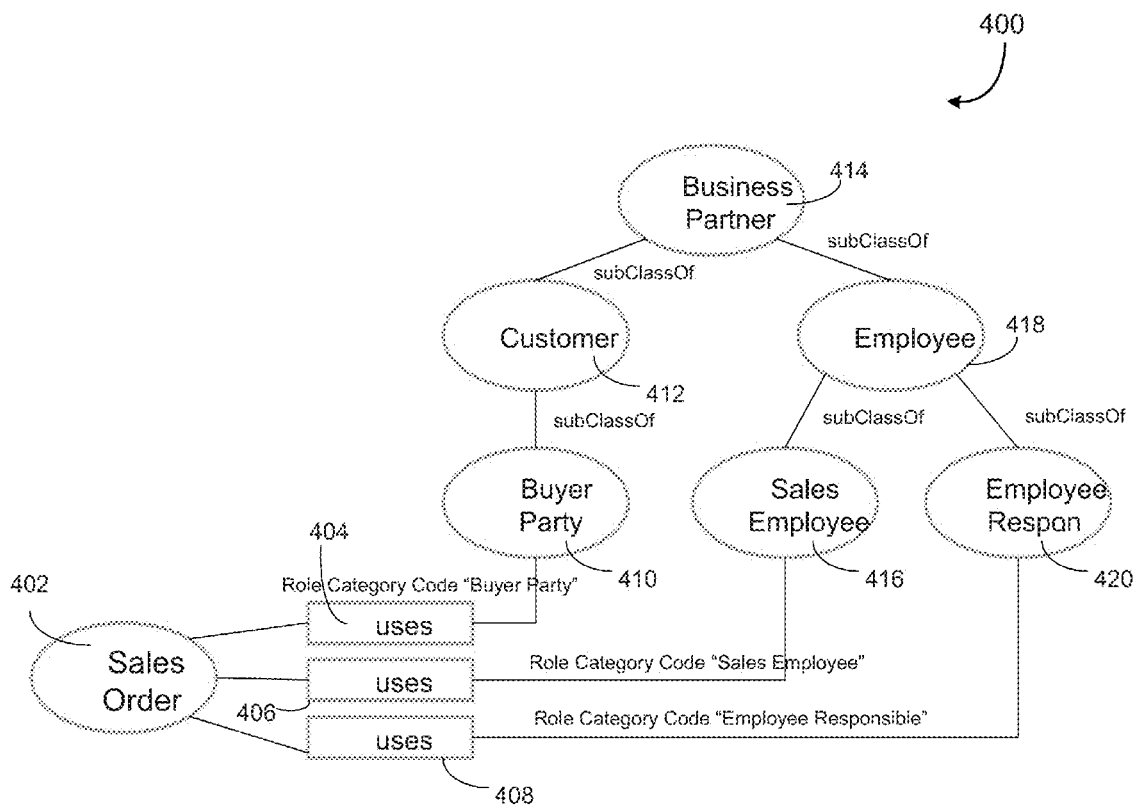 400
Business
Partner
414
subClassOf
subClassOf
Customer
412
Employee
418
subClassOf
subClassOf
subClassOf
Buyer
Party
410
Sales
Employee
416
Employee
Respon
420
404
Role Category Code “Buyer Party”
402
Sales
Order
uses
406
uses
Role Category Code “Sales Employee”
uses
Role Category Code “Employee Responsible”
408